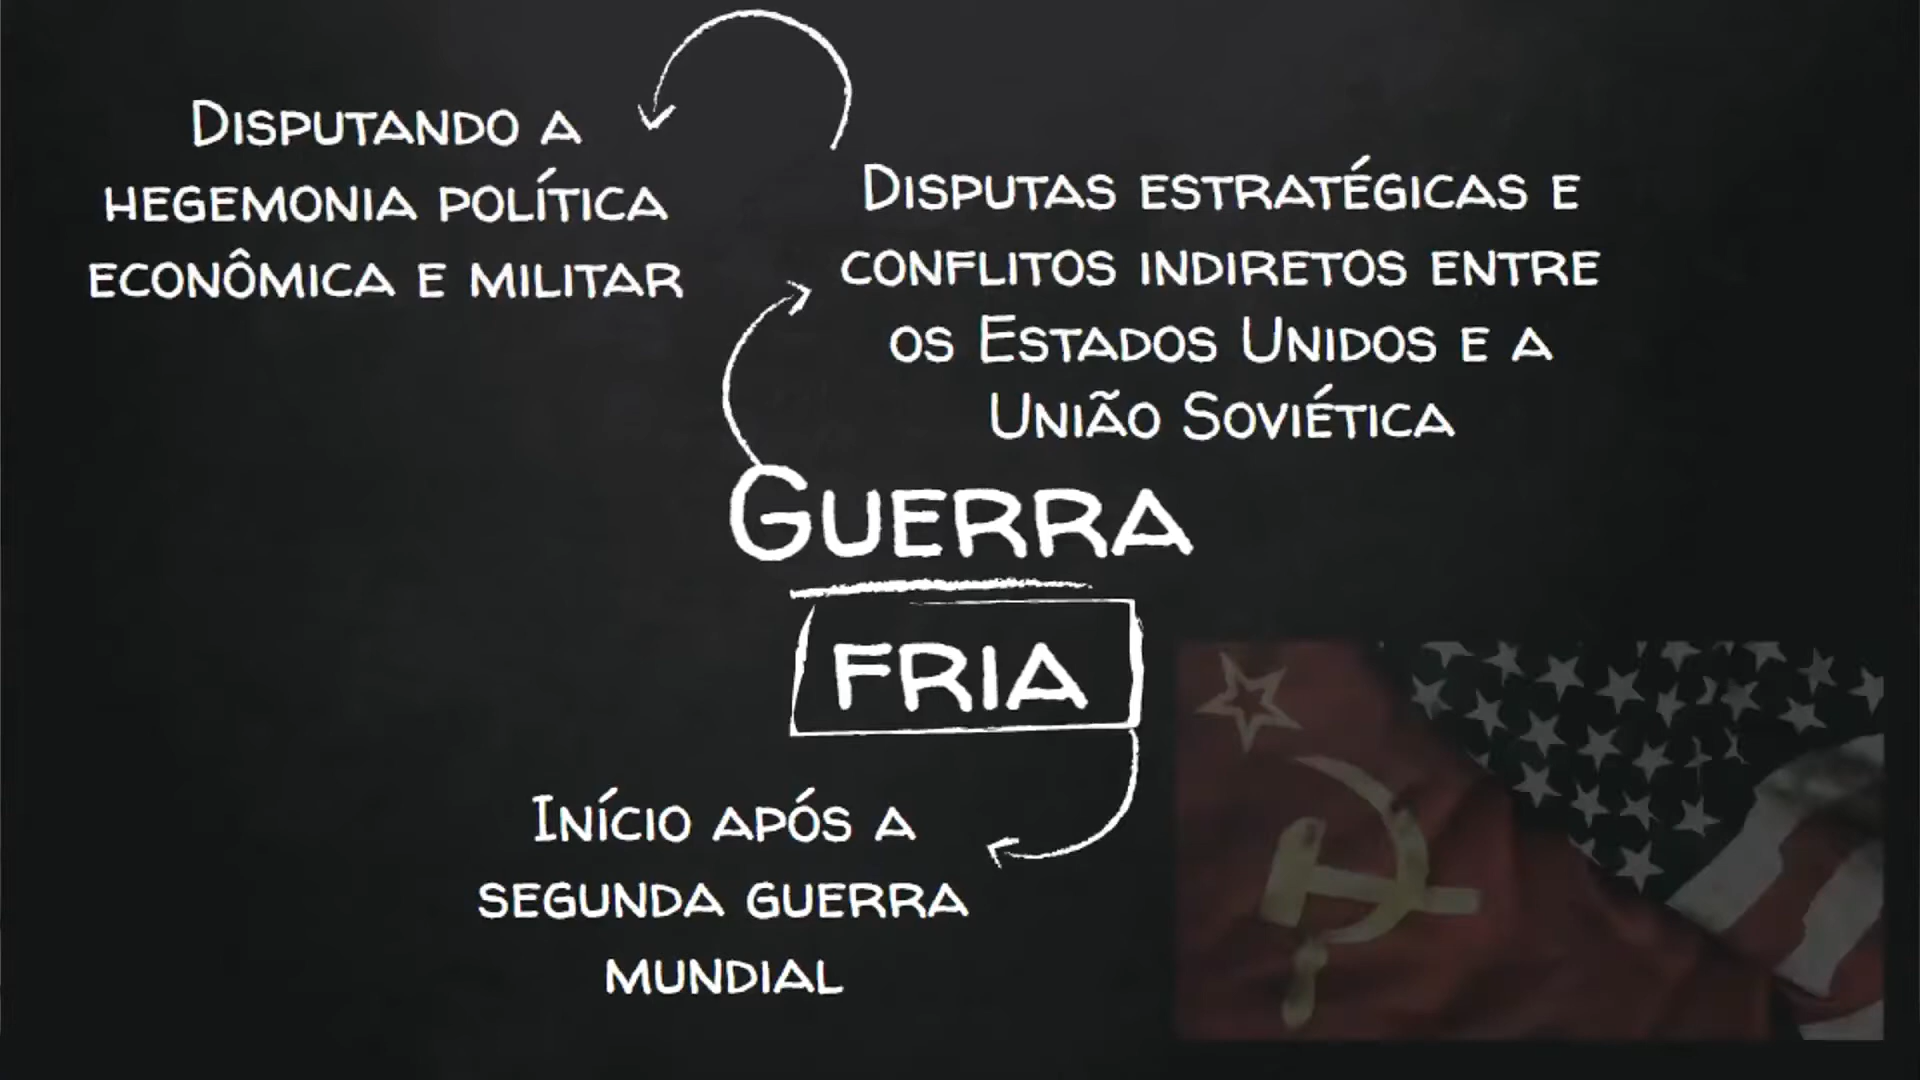 Disputando a
hegemonia política
econômica e militar
Disputas estratégicas e
conflitos indiretos entre
os Estados Unidos e a
União Soviética
Guerra
fria
Início após a
segunda guerra
mundial